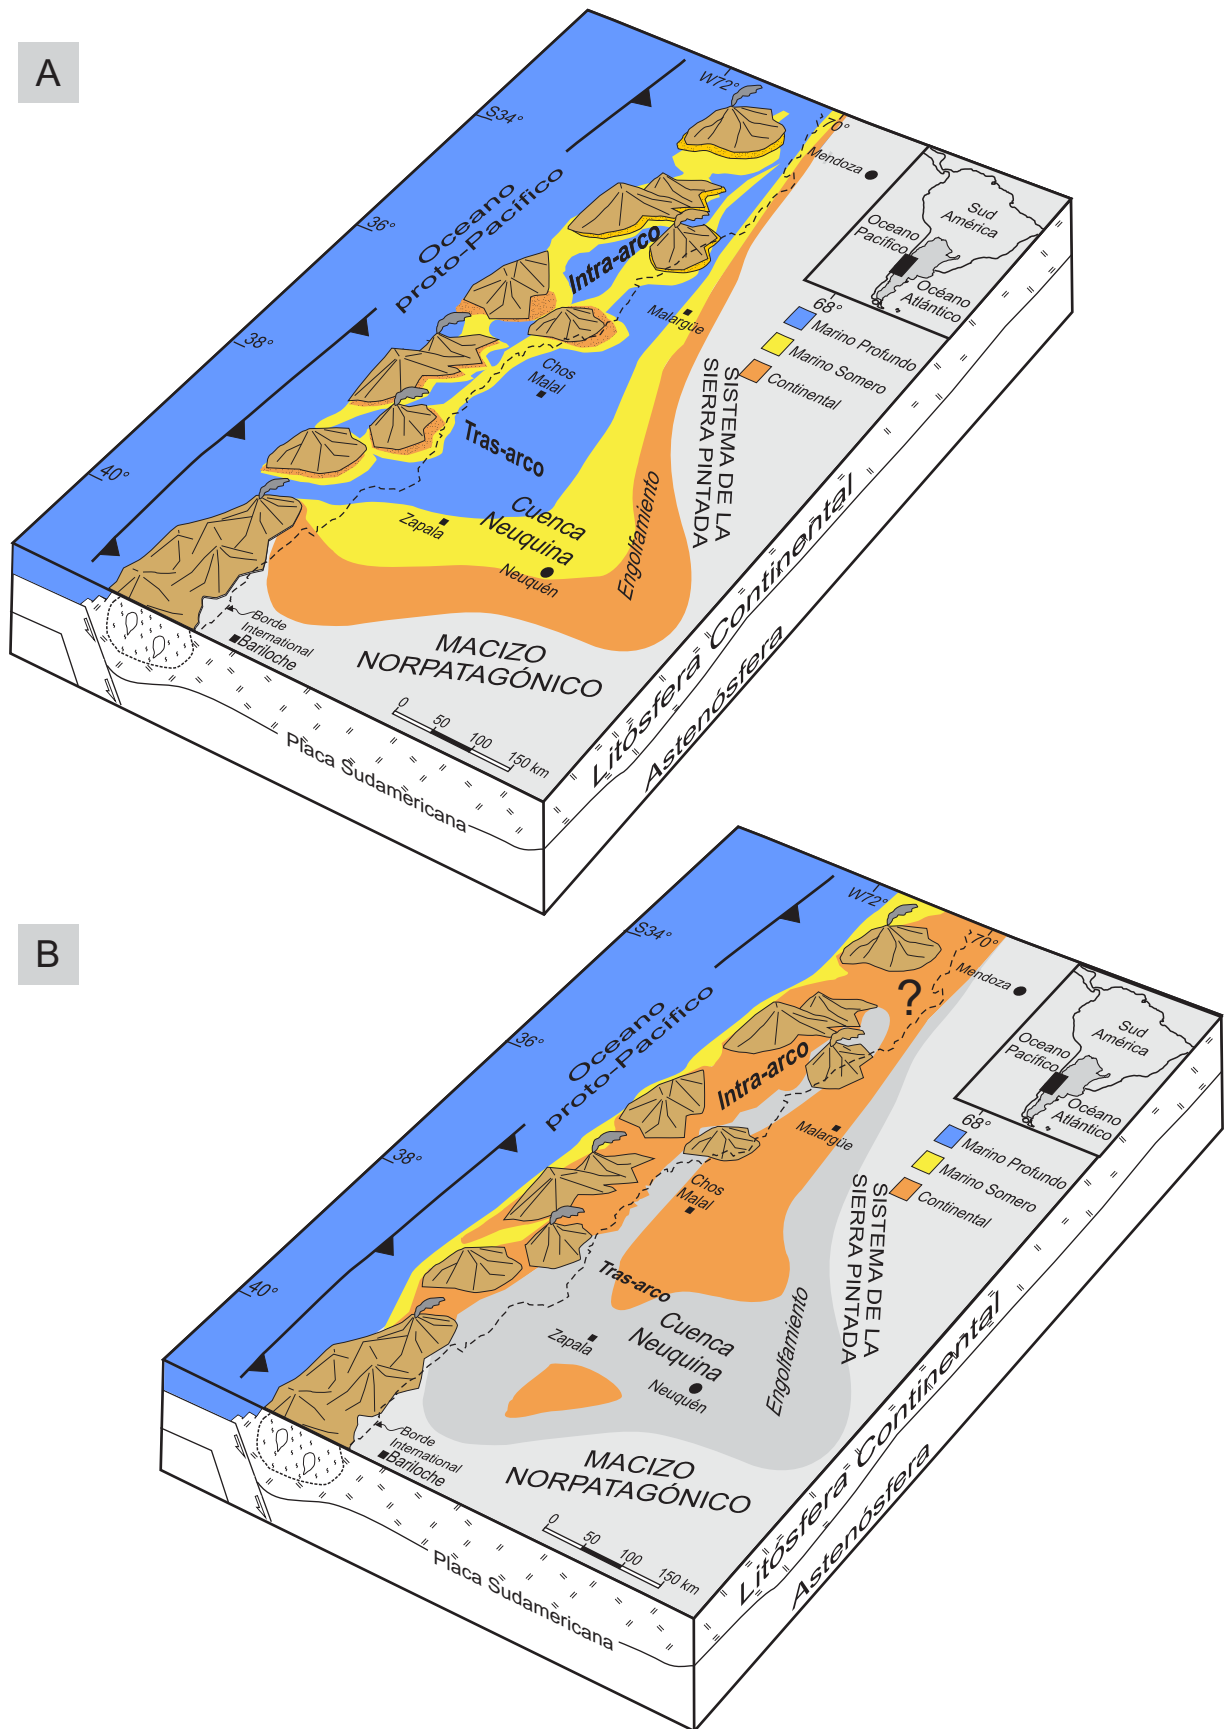 A
W72°
70°
S34°
36°
38°
40°
Oceano
proto-Pacífico
Intra-arco
Mendoza
Malargüe
Chos
Malal
Tras-arco
Zapala
Cuenca
Neuquina
Neuquén
Engolfamiento
SISTEMA DE LA
SIERRA PINTADA
Sud
América
Oceano
Pacífico
Océano
Atlántico
68°
Marino Profundo
Marino Somero
Continental
Borde
International
Bariloche
MACIZO
NORPATAGÓNICO
0 50 100 150 km
Placa Sudamericana
Litósfera Continental
Astenósfera
B
W72°
70°
S34°
36°
38°
40°
Oceano
proto-Pacífico
?
Intra-arco
Mendoza
Malargüe
Chos
Malal
Tras-arco
Zapala
Cuenca
Neuquina
Neuquén
Engolfamiento
SISTEMA DE LA
SIERRA PINTADA
Sud
América
Oceano
Pacífico
Océano
Atlántico
68°
Marino Profundo
Marino Somero
Continental
Borde
International
Bariloche
MACIZO
NORPATAGÓNICO
0 50 100 150 km
Placa Sudamericana
Litósfera Continental
Astenósfera